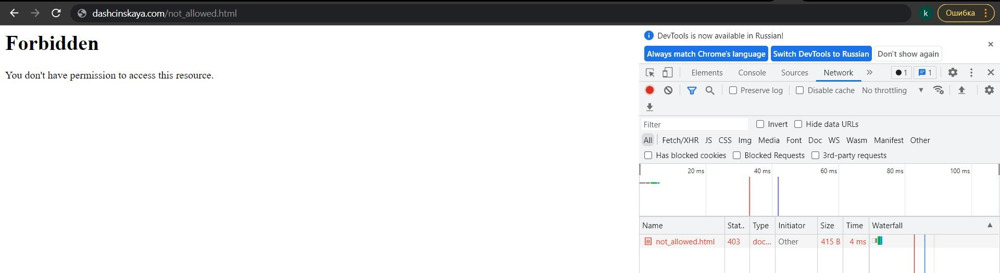 dashcinskaya.com/not_allowed.html
k
Ошибка
Forbidden
You don't have permission to access this resource.
DevTools is now available in Russian!
Always match Chrome's language Switch DevTools to Russian Don't show again
Elements Console Sources Network 1 1
Preserve log Disable cache No throttling
Filter Invert Hide data URLs
All Fetch/XHR JS CSS Img Media Font Doc WS Wasm Manifest Other
Has blocked cookies Blocked Requests 3rd-party requests
20 ms 40 ms 60 ms 80 ms 100 ms
Name Stat.. Type Initiator Size Time Waterfall
not_allowed.html 403 doc... Other 415 B 4 ms